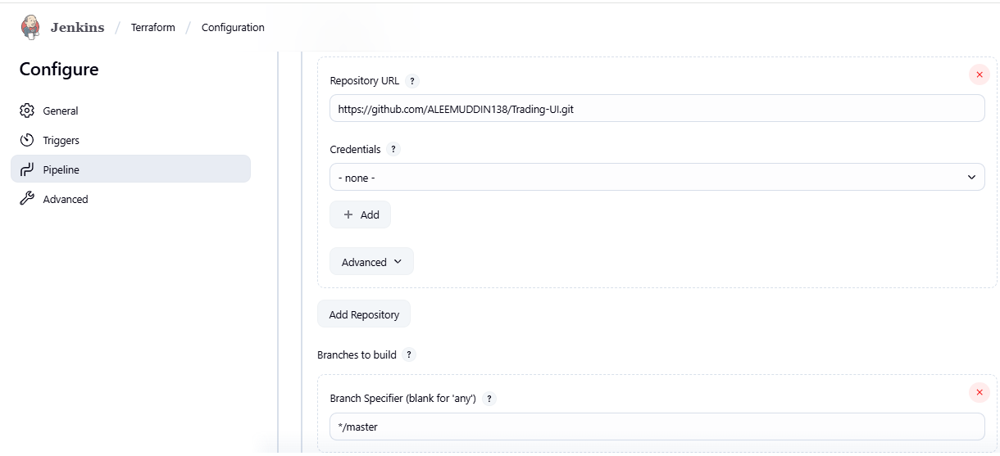 Jenkins / Terraform / Configuration
Configure
General
Triggers
Pipeline
Advanced
Repository URL ?
https://github.com/ALEEMUDDIN138/Trading-UI.git
Credentials ?
- none -
+ Add
Advanced
Add Repository
Branches to build ?
Branch Specifier (blank for 'any') ?
*/master